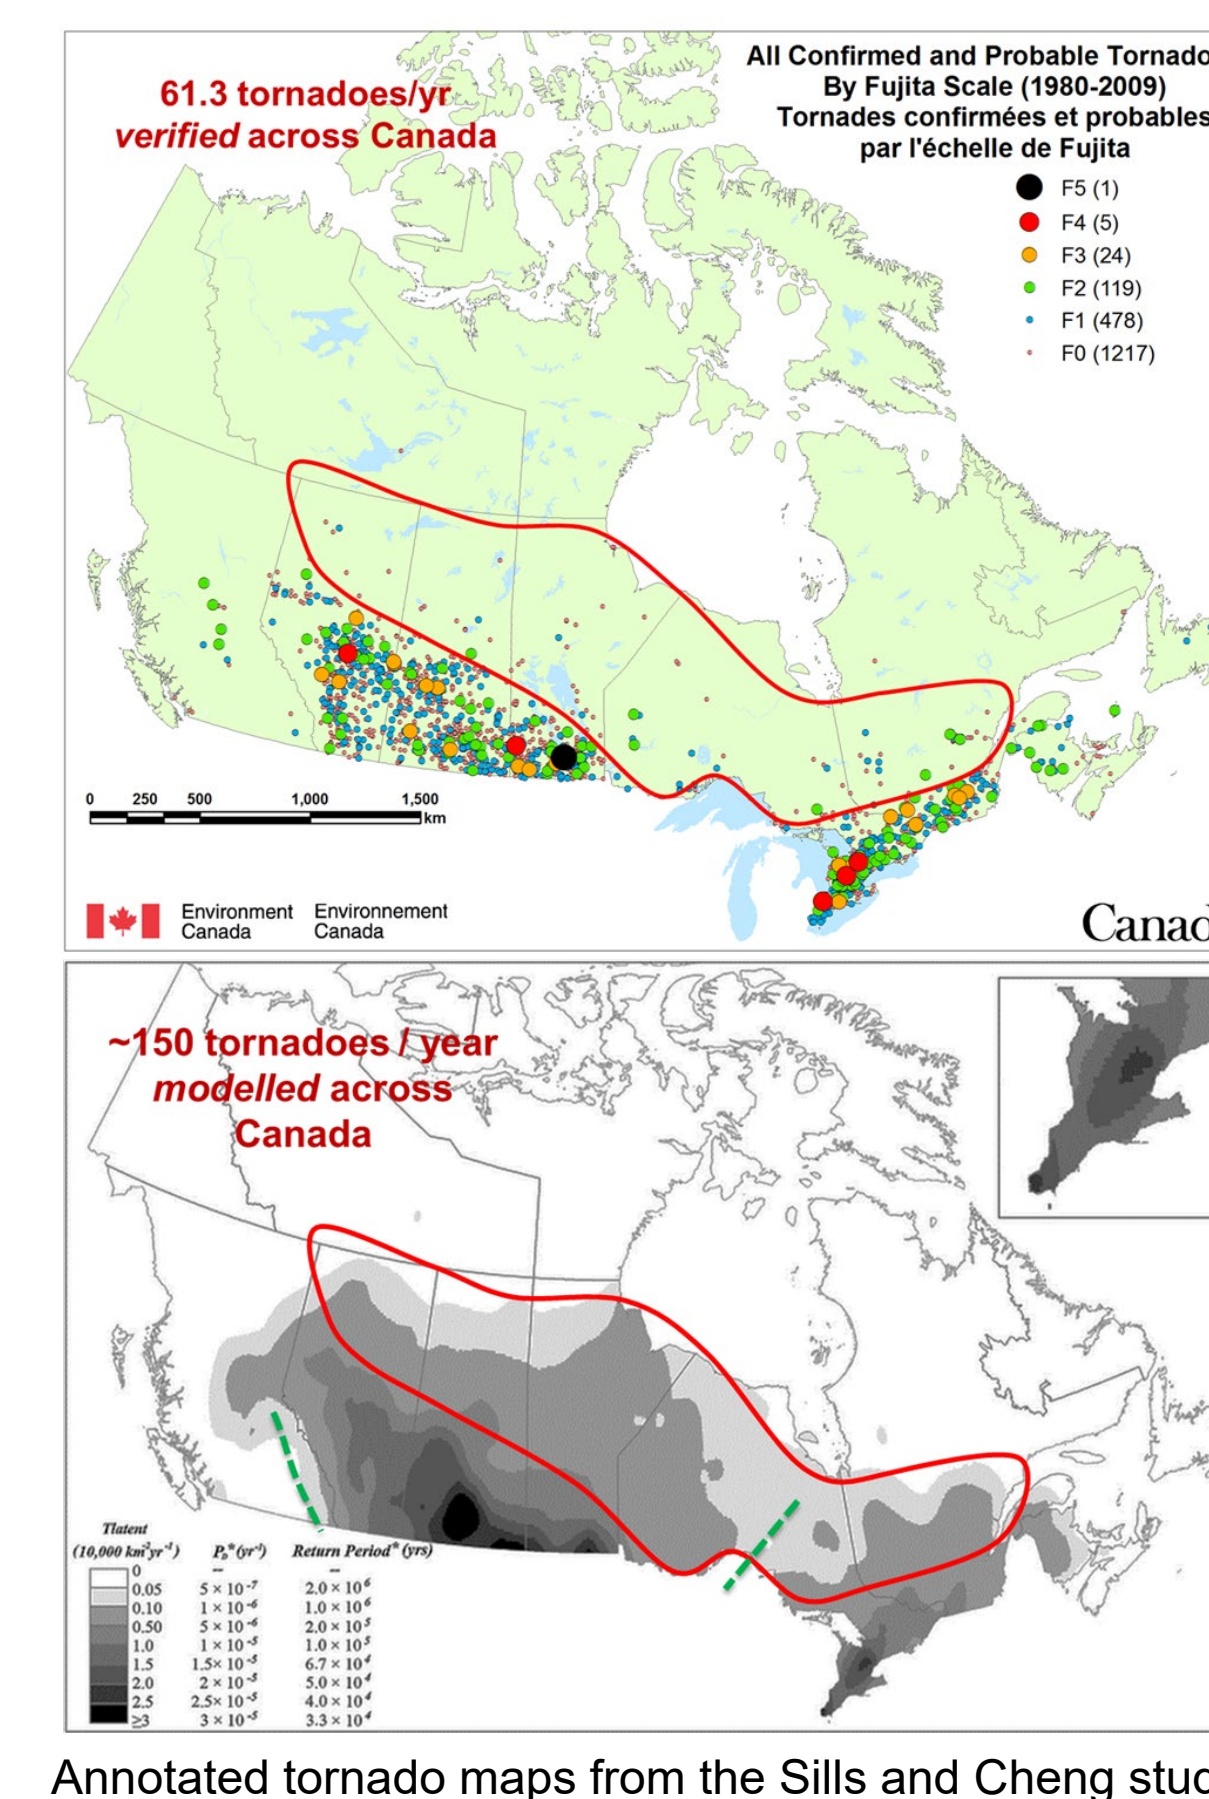 61.3 tornadoes/yr
verified across Canada
All Confirmed and Probable Tornado
By Fujita Scale (1980-2009)
Tornades confirmées et probables
par l'échelle de Fujita
F5 (1)
F4 (5)
F3 (24)
F2 (119)
F1 (478)
F0 (1217)
0 250 500 1,000 1,500
km
Environment Environnement
Canada Canada
Canad
~150 tornadoes / year
modelled across
Canada
Tlatent
(10,000 km²yr⁻¹) Pₒ*(yr⁻¹) Return Period* (yrs)
0 -- --
0.05 5 × 10⁻⁷ 2.0 × 10⁶
0.10 1 × 10⁻⁶ 1.0 × 10⁶
0.50 5 × 10⁻⁶ 2.0 × 10⁵
1.0 1 × 10⁻⁵ 1.0 × 10⁵
1.5 1.5× 10⁻⁵ 6.7 × 10⁴
2.0 2 × 10⁻⁵ 5.0 × 10⁴
2.5 2.5× 10⁻⁵ 4.0 × 10⁴
≥3 3 × 10⁻⁵ 3.3 × 10⁴
Annotated tornado maps from the Sills and Cheng stud